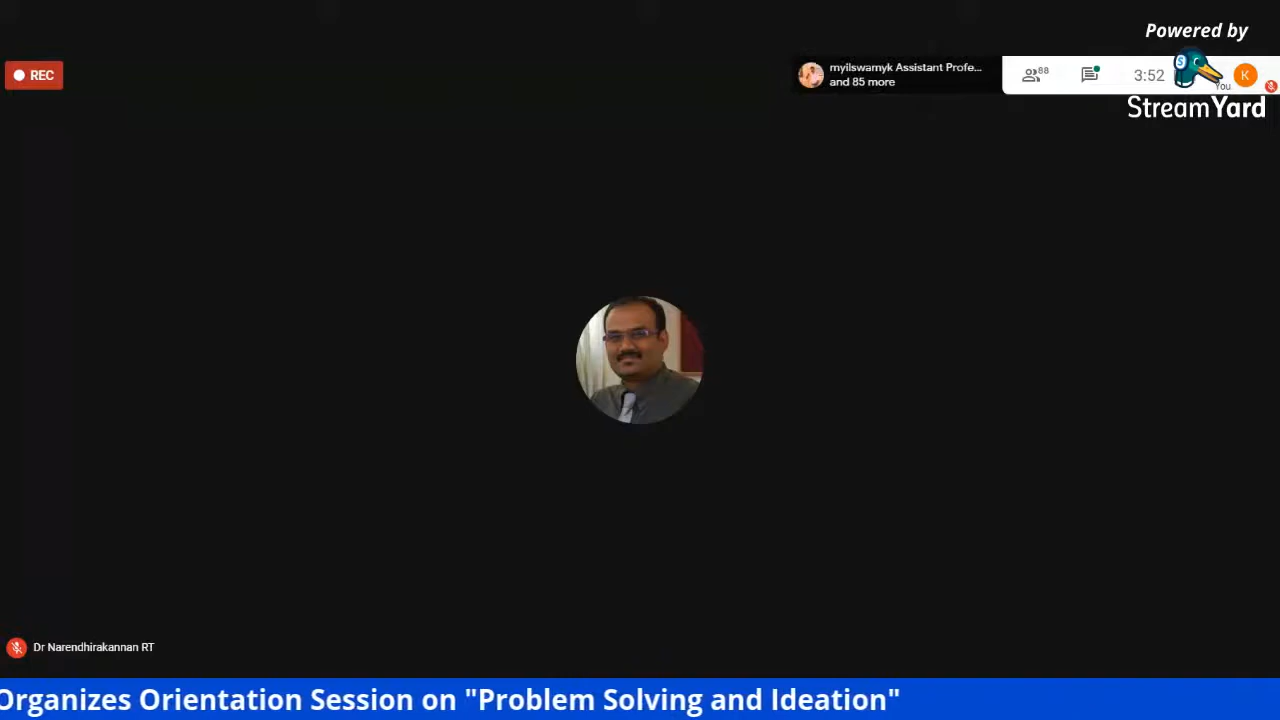 Powered by
REC
myilswamyk Assistant Profe...
and 85 more
88
3:52
You
K
S
StreamYard
Dr Narendhirakannan RT
Organizes Orientation Session on "Problem Solving and Ideation"